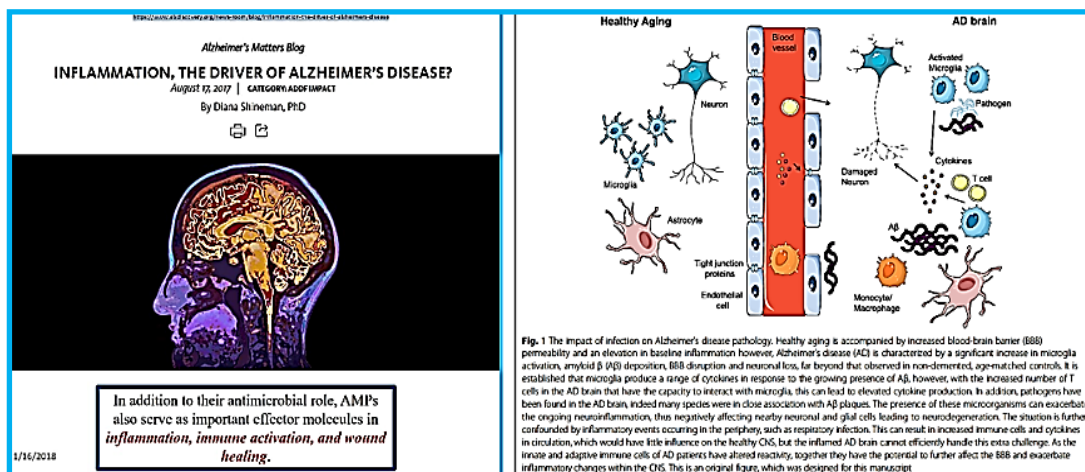 https://www.alzdiscovery.org/news-room/blog/inflammation-the-driver-of-alzheimers-disease
Alzheimer's Matters Blog
INFLAMMATION, THE DRIVER OF ALZHEIMER'S DISEASE?
August 17, 2017 | CATEGORY: ADDF IMPACT
By Diana Shineman, PhD
In addition to their antimicrobial role, AMPs
also serve as important effector molecules in
inflammation, immune activation, and wound
healing.
1/16/2018
Healthy Aging
AD brain
Blood
vessel
Neuron
Microglia
Astrocyte
Tight junction
proteins
Endothelial
cell
Activated
Microglia
Pathogen
Damaged
Neuron
Cytokines
T cell
Aβ
Monocyte/
Macrophage
Fig. 1 The impact of infection on Alzheimer's disease pathology. Healthy aging is accompanied by increased blood-brain barrier (BBB)
permeability and an elevation in baseline inflammation however, Alzheimer's disease (AD) is characterized by a significant increase in microglia
activation, amyloid β (Aβ) deposition, BBB disruption and neuronal loss, far beyond that observed in non-demented, age-matched controls. It is
established that microglia produce a range of cytokines in response to the growing presence of Aβ, however, with the increased number of T
cells in the AD brain that have the capacity to interact with microglia, this can lead to elevated cytokine production. In addition, pathogens have
been found in the AD brain, indeed many species were in close association with Aβ plaques. The presence of these microorganisms can exacerbate
the ongoing neuroinflammation, thus negatively affecting nearby neuronal and glial cells leading to neurodegeneration. The situation is further
confounded by inflammatory events occurring in the periphery, such as respiratory infection. This can result in increased immune cells and cytokines
in circulation, which would have little influence on the healthy CNS, but the inflamed AD brain cannot efficiently handle this extra challenge. As the
innate and adaptive immune cells of AD patients have altered reactivity, together they have the potential to further affect the BBB and exacerbate
inflammatory changes within the CNS. This is an original figure, which was designed for this manuscript